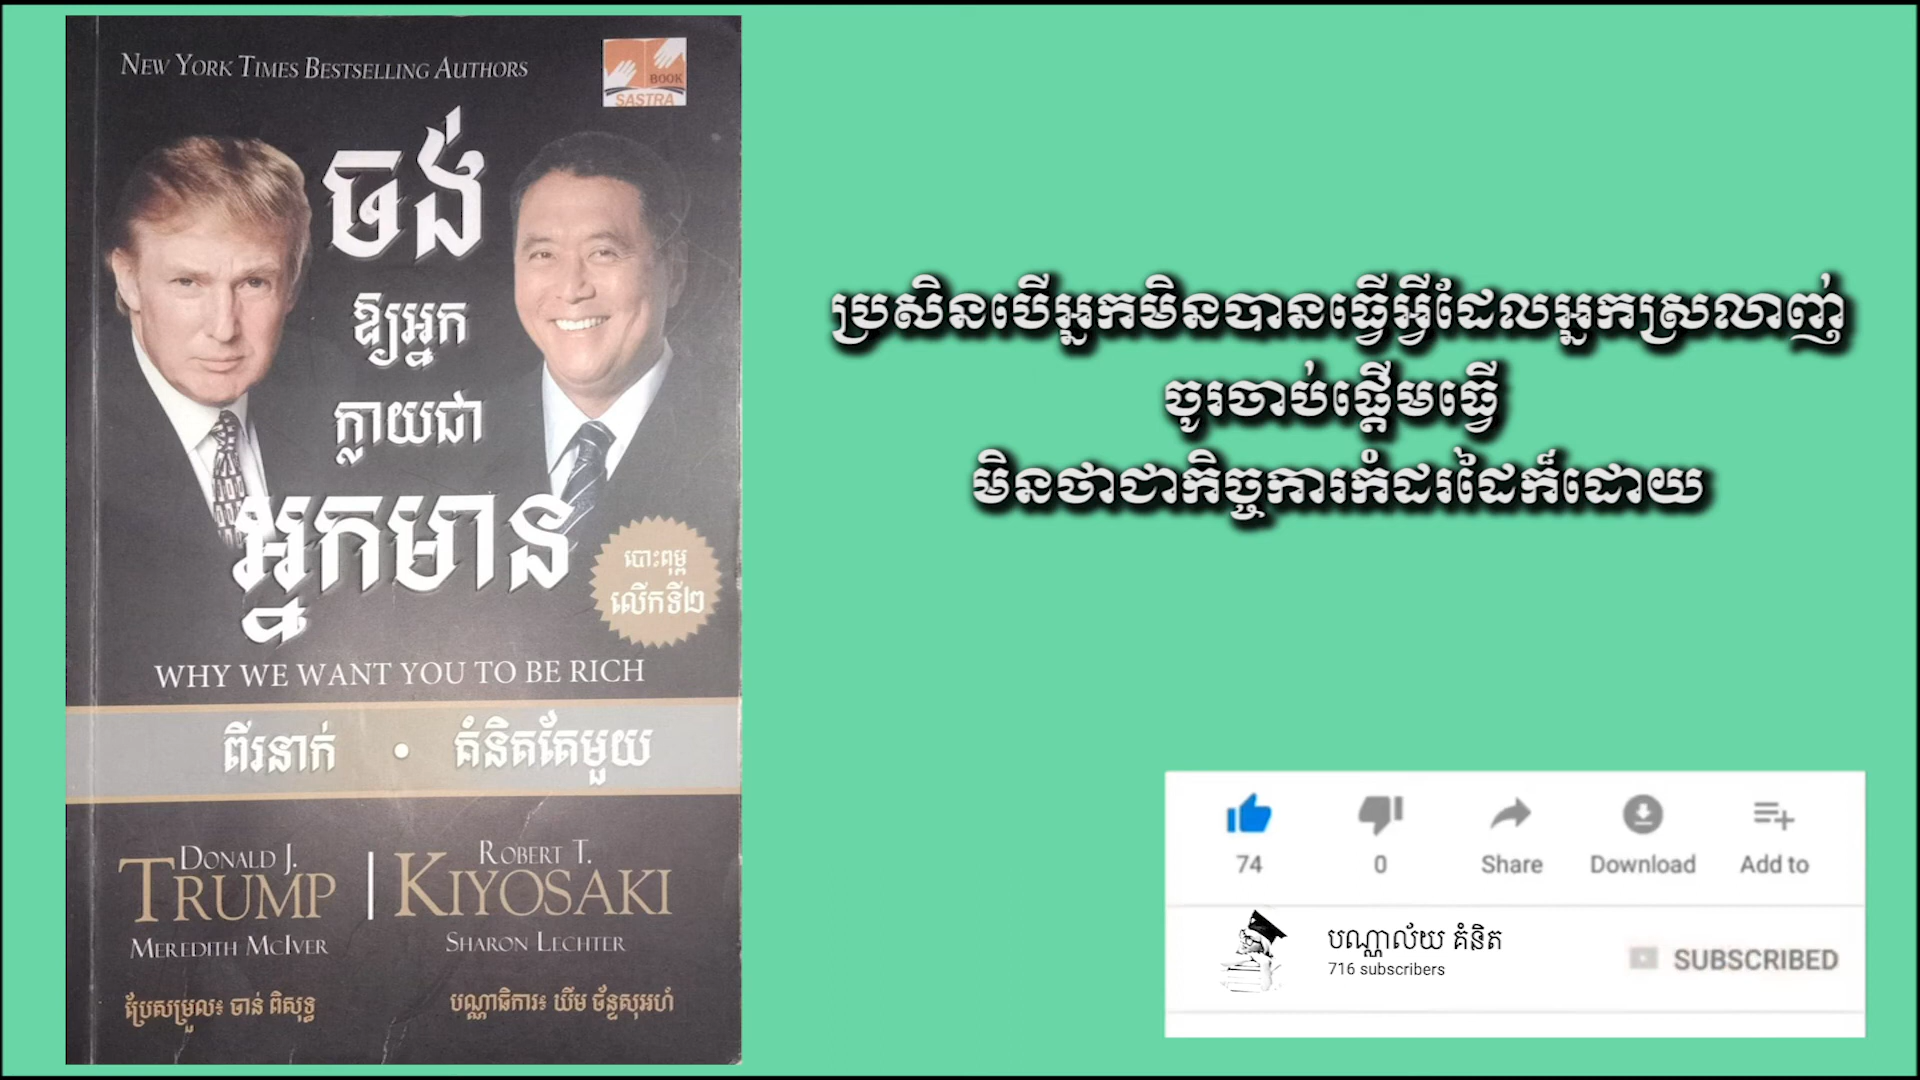 NEW YORK TIMES BESTSELLING AUTHORS
BOOK
SASTRA
ចង់
ឱ្យអ្នក
ក្លាយជា
អ្នកមាន
បោះពុម្ព
លើកទី២
WHY WE WANT YOU TO BE RICH
ពីរនាក់ • គំនិតតែមួយ
DONALD J.
TRUMP
MEREDITH MCIVER
ROBERT T.
KIYOSAKI
SHARON LECHTER
ប្រែសម្រួល៖ ចាន់ ពិសុទ្ធ
បណ្ណាធិការ៖ ឃឹម ច័ន្ទសុអហំ
ប្រសិនបើអ្នកមិនបានធ្វើអ្វីដែលអ្នកស្រលាញ់
ចូរចាប់ផ្ដើមធ្វើ
មិនថាជាកិច្ចការកំដរដៃក៏ដោយ
74 0 Share Download Add to
បណ្ណាល័យ គំនិត
716 subscribers
SUBSCRIBED